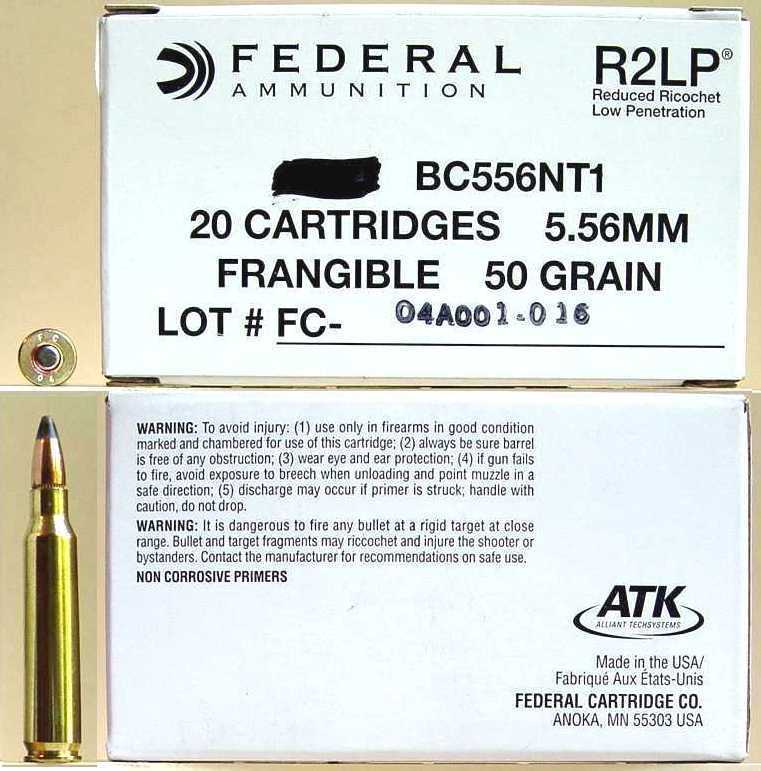 FEDERAL
AMMUNITION
R2LP®
Reduced Ricochet
Low Penetration
BC556NT1
20 CARTRIDGES 5.56MM
FRANGIBLE 50 GRAIN
LOT # FC- 04A001-016
FC
04
WARNING: To avoid injury: (1) use only in firearms in good condition
marked and chambered for use of this cartridge; (2) always be sure barrel
is free of any obstruction; (3) wear eye and ear protection; (4) if gun fails
to fire, avoid exposure to breech when unloading and point muzzle in a
safe direction; (5) discharge may occur if primer is struck; handle with
caution, do not drop.
WARNING: It is dangerous to fire any bullet at a rigid target at close
range. Bullet and target fragments may riccochet and injure the shooter or
bystanders. Contact the manufacturer for recommendations on safe use.
NON CORROSIVE PRIMERS
ATK
ALLIANT TECHSYSTEMS
Made in the USA/
Fabriqué Aux États-Unis
FEDERAL CARTRIDGE CO.
ANOKA, MN 55303 USA